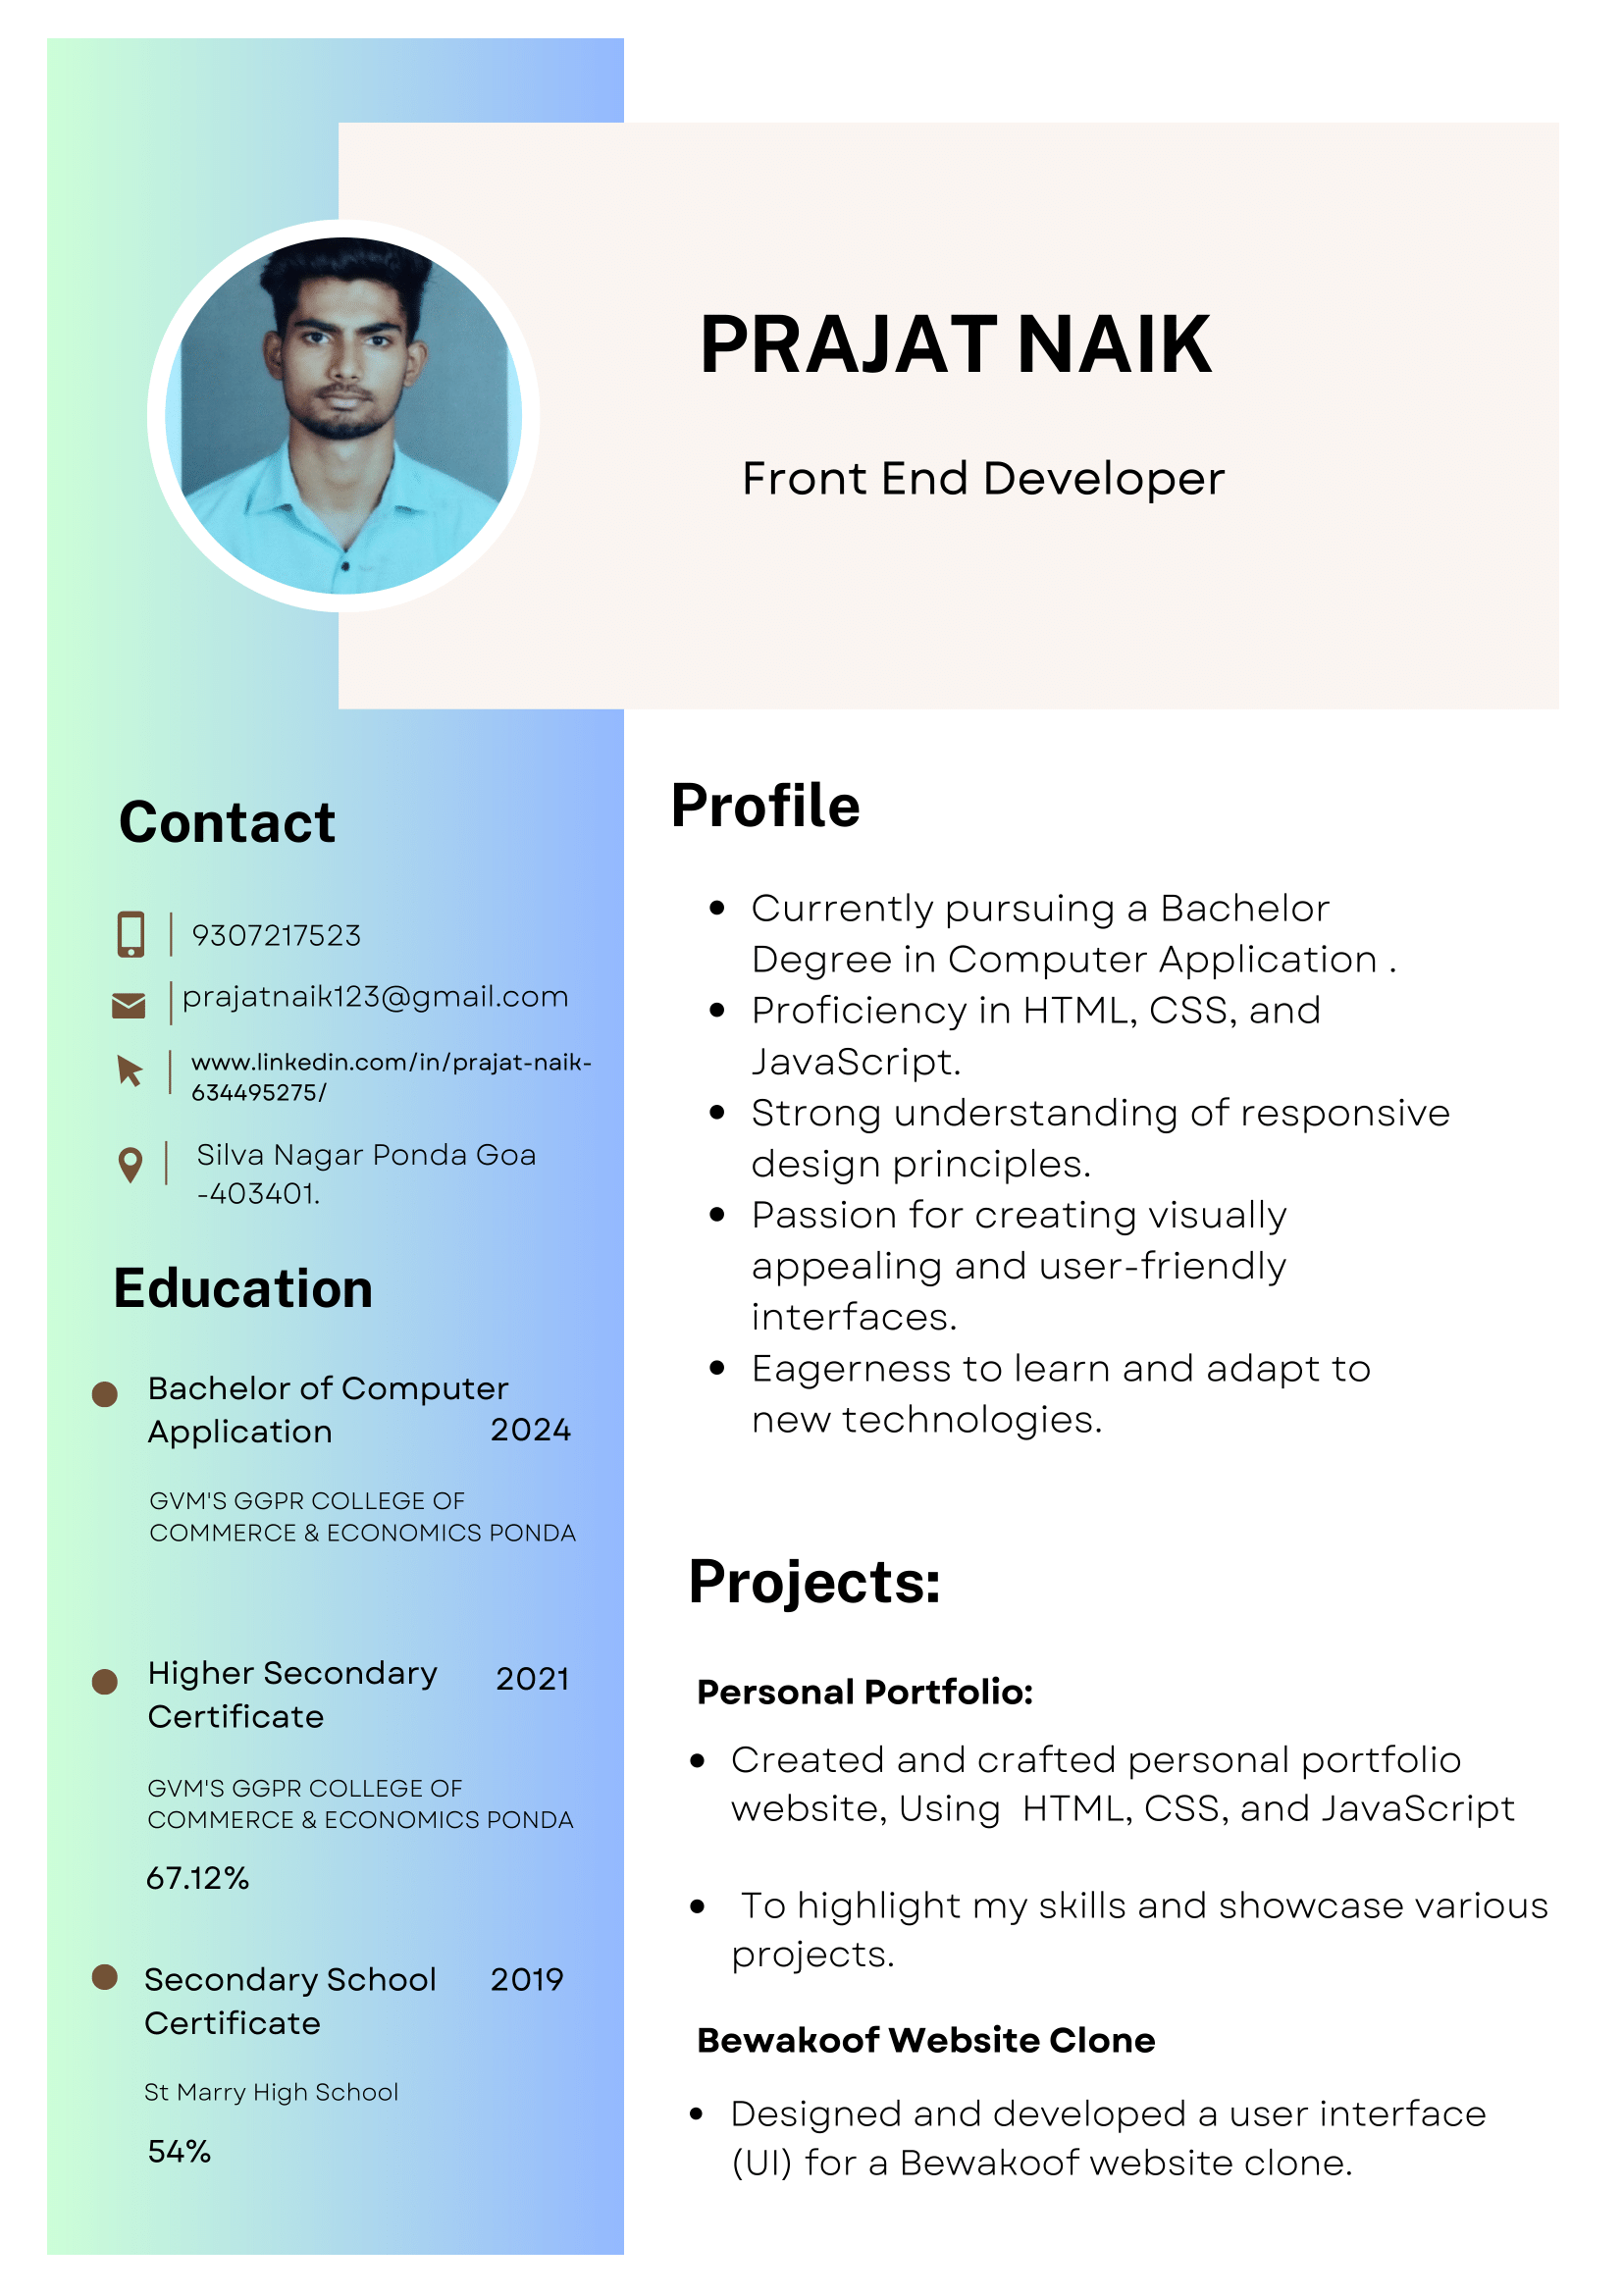 PRAJAT NAIK
Front End Developer
Contact
9307217523
prajatnaik123@gmail.com
www.linkedin.com/in/prajat-naik-
634495275/
Silva Nagar Ponda Goa
-403401.
Education
Bachelor of Computer
Application 2024
GVM'S GGPR COLLEGE OF
COMMERCE & ECONOMICS PONDA
Higher Secondary 2021
Certificate
GVM'S GGPR COLLEGE OF
COMMERCE & ECONOMICS PONDA
67.12%
Secondary School 2019
Certificate
St Marry High School
54%
Profile
• Currently pursuing a Bachelor
Degree in Computer Application .
• Proficiency in HTML, CSS, and
JavaScript.
• Strong understanding of responsive
design principles.
• Passion for creating visually
appealing and user-friendly
interfaces.
• Eagerness to learn and adapt to
new technologies.
Projects:
Personal Portfolio:
• Created and crafted personal portfolio
website, Using HTML, CSS, and JavaScript
• To highlight my skills and showcase various
projects.
Bewakoof Website Clone
• Designed and developed a user interface
(UI) for a Bewakoof website clone.